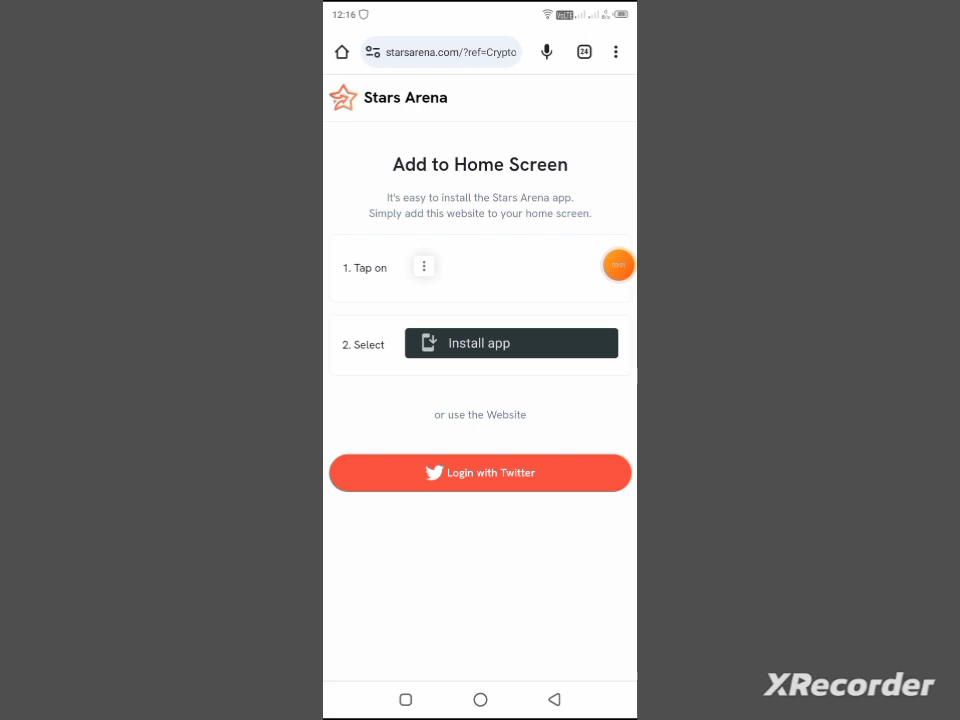 12:16
VoLTE
starsarena.com/?ref=Crypto
24
Stars Arena
Add to Home Screen
It's easy to install the Stars Arena app.
Simply add this website to your home screen.
1. Tap on
2. Select
Install app
or use the Website
Login with Twitter
XRecorder